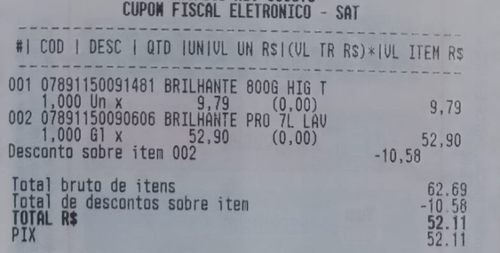 CUPOM FISCAL ELETRONICO - SAT
#| COD | DESC | QTD |UN|VL UN R$|(VL TR R$)*|VL ITEM R$
001 07891150091481 BRILHANTE 800G HIG T
1,000 Un x 9,79 (0,00) 9,79
002 07891150090606 BRILHANTE PRO 7L LAV
1,000 Gl x 52,90 (0,00) 52,90
Desconto sobre item 002 -10,58
Total bruto de itens 62.69
Total de descontos sobre item -10.58
TOTAL R$ 52.11
PIX 52.11